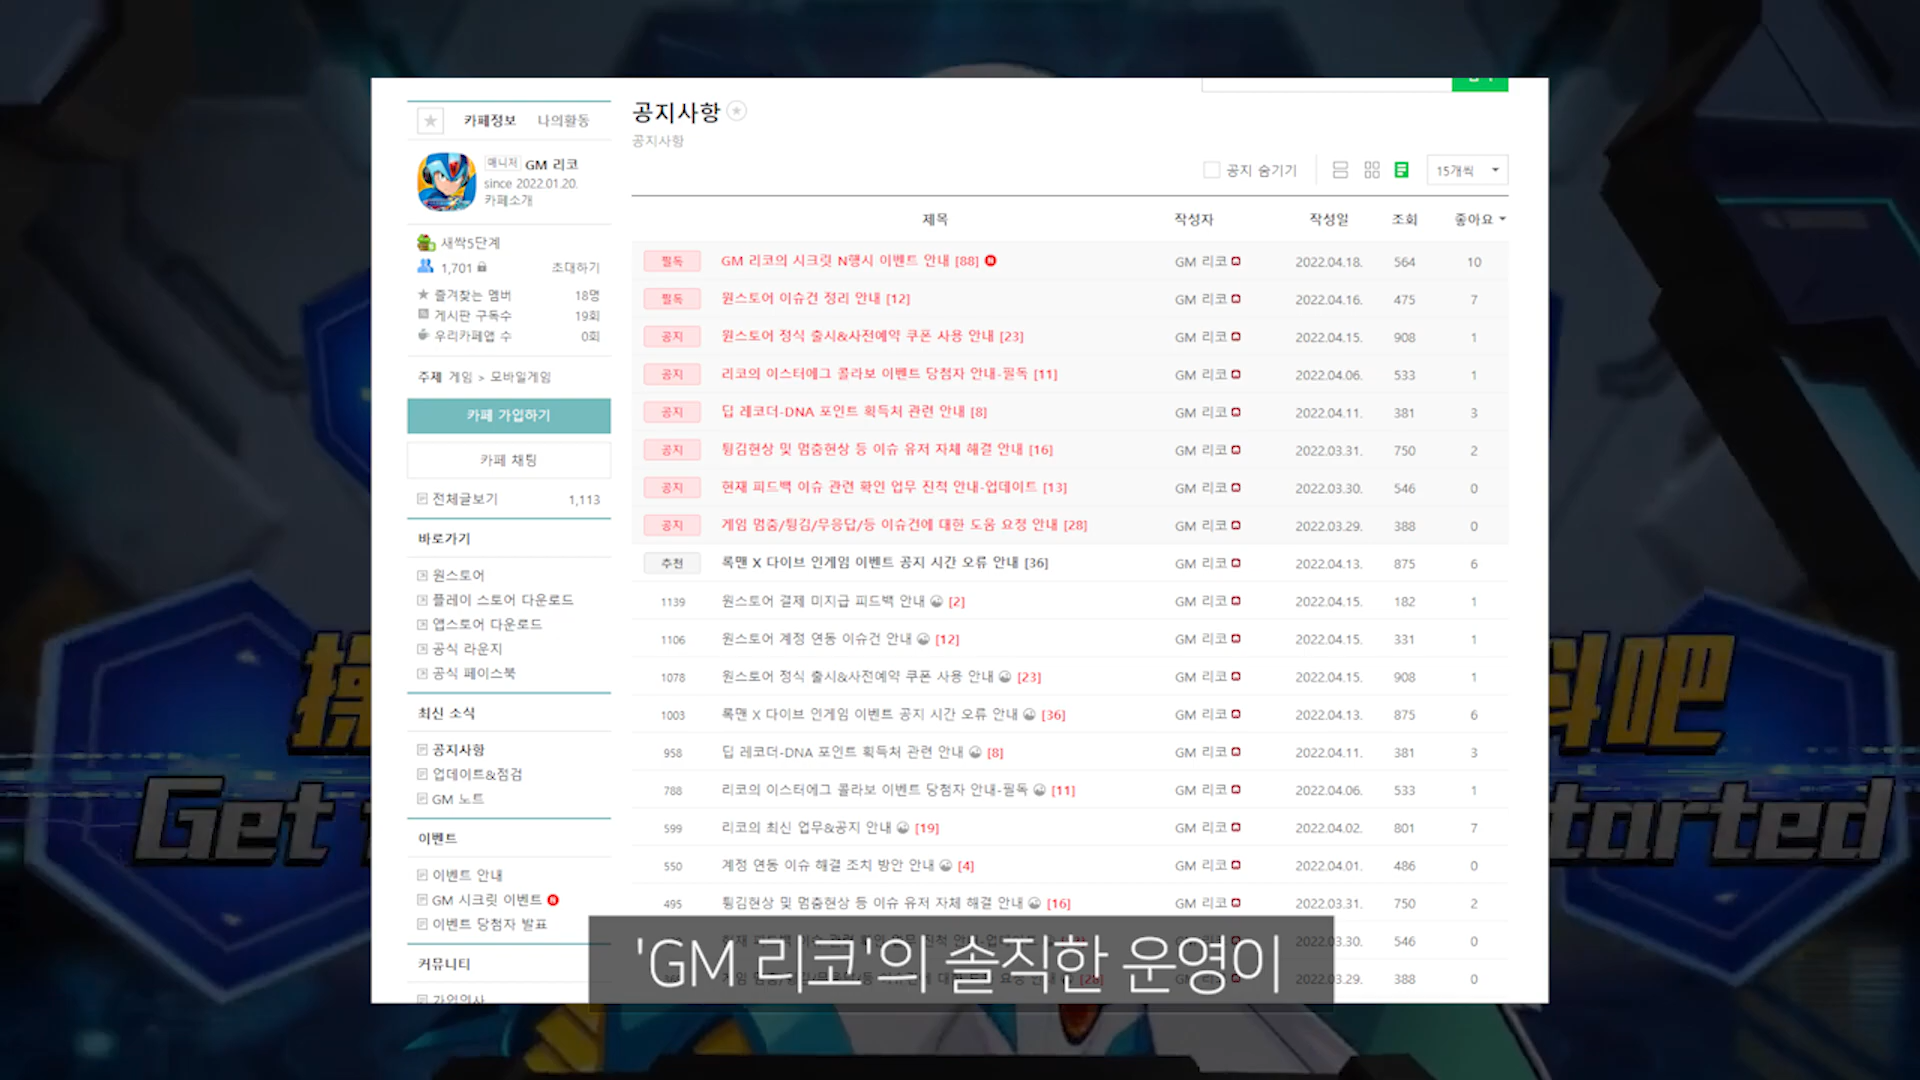 카페정보 나의활동
매니저 GM 리코
since 2022.01.20.
카페소개
새싹5단계
1,701 초대하기
즐겨찾는 멤버 18명
게시판 구독수 19회
우리카페앱 수 0회
주제 게임 > 모바일게임
카페 가입하기
카페 채팅
전체글보기 1,113
바로가기
원스토어
플레이 스토어 다운로드
앱스토어 다운로드
공식 라운지
공식 페이스북
최신 소식
공지사항
업데이트&점검
GM 노트
이벤트
이벤트 안내
GM 시크릿 이벤트
이벤트 당첨자 발표
커뮤니티
가입인사
공지사항
공지사항
공지 숨기기 15개씩
제목 작성자 작성일 조회 좋아요
필독 GM 리코의 시크릿 N행시 이벤트 안내 [88] GM 리코 2022.04.18. 564 10
필독 원스토어 이슈건 정리 안내 [12] GM 리코 2022.04.16. 475 7
공지 원스토어 정식 출시&사전예약 쿠폰 사용 안내 [23] GM 리코 2022.04.15. 908 1
공지 리코의 이스터에그 콜라보 이벤트 당첨자 안내-필독 [11] GM 리코 2022.04.06. 533 1
공지 딥 레코더-DNA 포인트 획득처 관련 안내 [8] GM 리코 2022.04.11. 381 3
공지 튕김현상 및 멈춤현상 등 이슈 유저 자체 해결 안내 [16] GM 리코 2022.03.31. 750 2
공지 현재 피드백 이슈 관련 확인 업무 진척 안내-업데이트 [13] GM 리코 2022.03.30. 546 0
공지 게임 멈춤/튕김/무응답/등 이슈건에 대한 도움 요청 안내 [28] GM 리코 2022.03.29. 388 0
추천 록맨 X 다이브 인게임 이벤트 공지 시간 오류 안내 [36] GM 리코 2022.04.13. 875 6
1139 원스토어 결제 미지급 피드백 안내 [2] GM 리코 2022.04.15. 182 1
1106 원스토어 계정 연동 이슈건 안내 [12] GM 리코 2022.04.15. 331 1
1078 원스토어 정식 출시&사전예약 쿠폰 사용 안내 [23] GM 리코 2022.04.15. 908 1
1003 록맨 X 다이브 인게임 이벤트 공지 시간 오류 안내 [36] GM 리코 2022.04.13. 875 6
958 딥 레코더-DNA 포인트 획득처 관련 안내 [8] GM 리코 2022.04.11. 381 3
788 리코의 이스터에그 콜라보 이벤트 당첨자 안내-필독 [11] GM 리코 2022.04.06. 533 1
599 리코의 최신 업무&공지 안내 [19] GM 리코 2022.04.02. 801 7
550 계정 연동 이슈 해결 조치 방안 안내 [4] GM 리코 2022.04.01. 486 0
495 튕김현상 및 멈춤현상 등 이슈 유저 자체 해결 안내 [16] GM 리코 2022.03.31. 750 2
03.30. 546 0
03.29. 388 0
'GM 리코'의 솔직한 운영이
操 斗吧
Get tarted